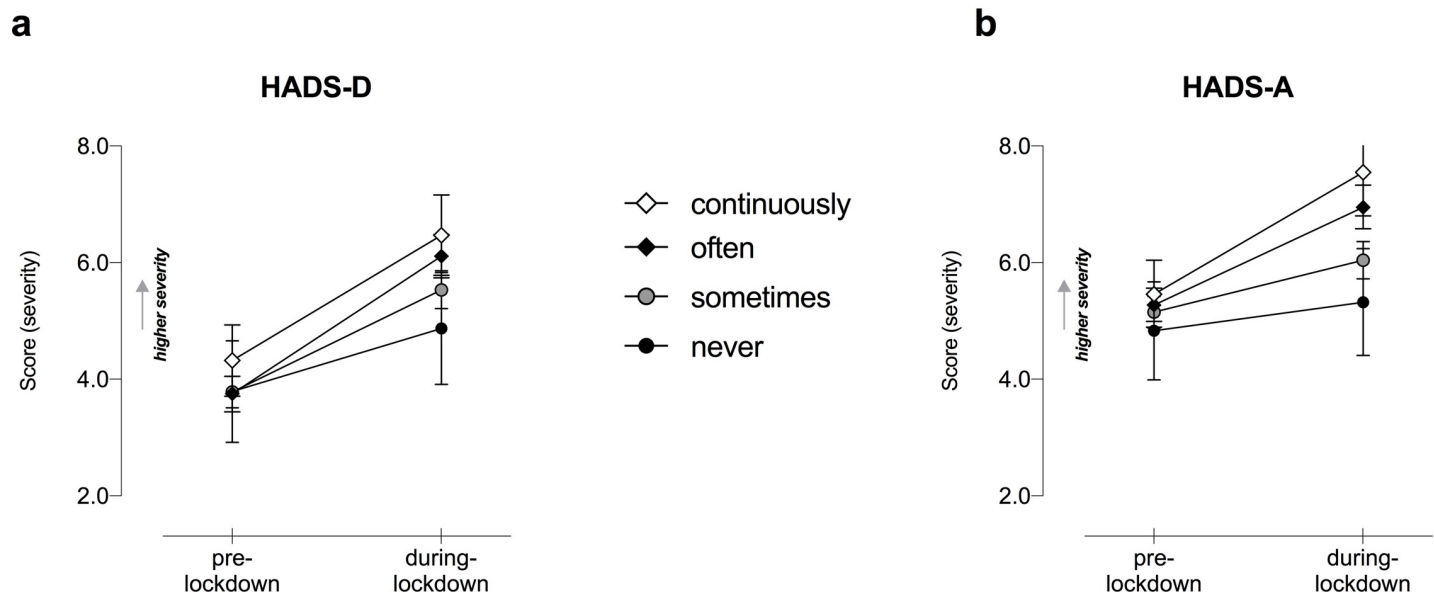 a
HADS-D
8.0
6.0
4.0
2.0
Score (severity)
higher severity
pre-
lockdown
during-
lockdown
continuously
often
sometimes
never
b
HADS-A
8.0
6.0
4.0
2.0
Score (severity)
higher severity
pre-
lockdown
during-
lockdown